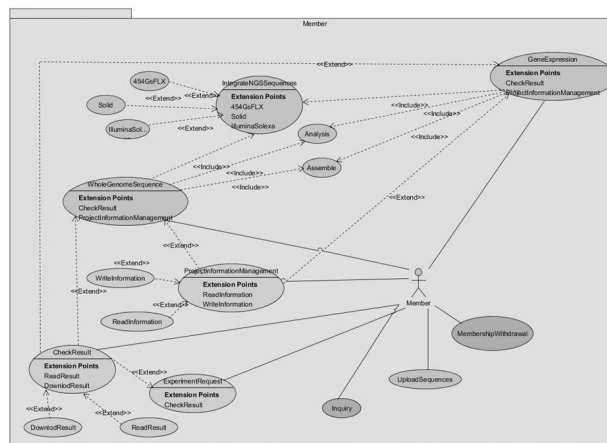 Member
<<Extend>>
GeneExpression
Extension Points
CheckResult
ProjectInformationManagement
454GsFLX
<<Extend>>
IntegrateNGSSequences
Extension Points
454GsFLX
Solid
IlluminaSolexa
Solid
<<Extend>>
IlluminaSol...
<<Extend>>
<<Include>>
Analysis
<<Include>>
<<Include>>
Assemble
<<Include>>
WholeGenomeSequence
Extension Points
CheckResult
ProjectInformationManagement
<<Extend>>
<<Extend>>
ProjectInformationManagement
Extension Points
ReadInformation
WriteInformation
<<Extend>>
WriteInformation
<<Extend>>
ReadInformation
<<Extend>>
Member
MembershipWithdrawal
CheckResult
Extension Points
ReadResult
DownlodResult
<<Extend>>
ExperimentRequest
Extension Points
CheckResult
UploadSequences
Inquiry
<<Extend>>
<<Extend>>
DownlodResult
ReadResult